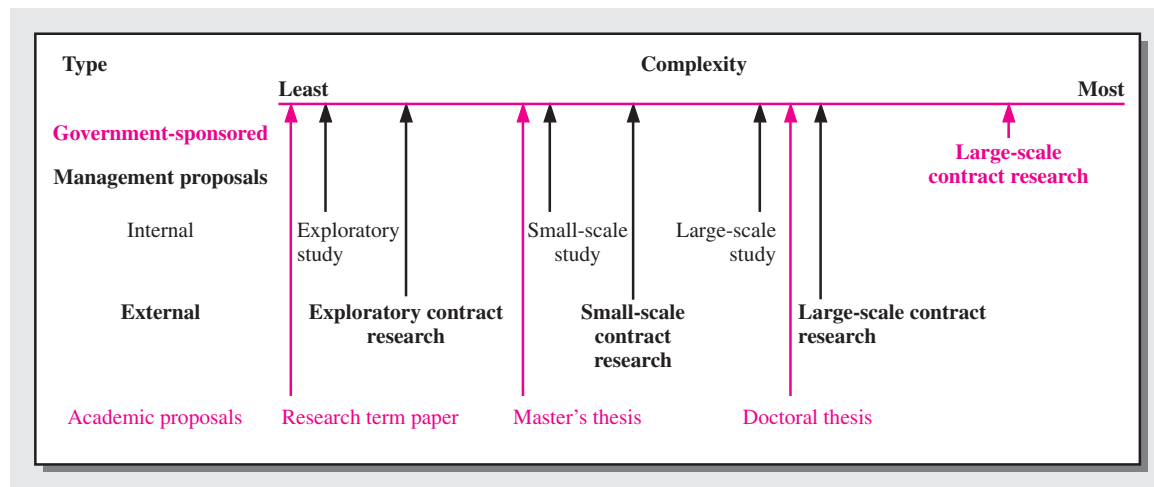 Type
Complexity
Least
Most
Government-sponsored
Large-scale
contract research
Management proposals
Internal
Exploratory
study
Small-scale
study
Large-scale
study
External
Exploratory contract
research
Small-scale
contract
research
Large-scale contract
research
Academic proposals
Research term paper
Master’s thesis
Doctoral thesis